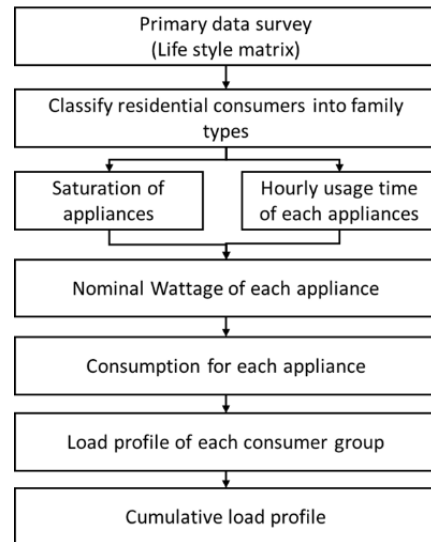 Primary data survey
(Life style matrix)
Classify residential consumers into family
types
Saturation of
appliances
Hourly usage time
of each appliances
Nominal Wattage of each appliance
Consumption for each appliance
Load profile of each consumer group
Cumulative load profile